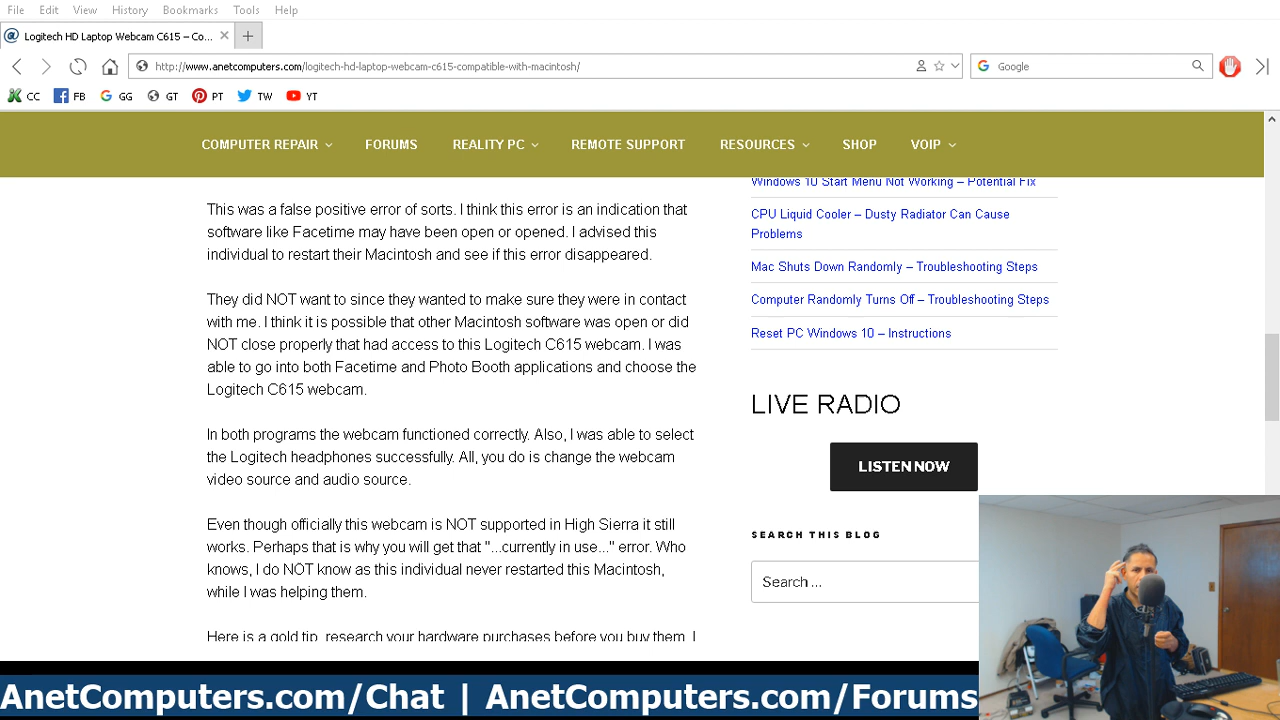 File Edit View History Bookmarks Tools Help
Logitech HD Laptop Webcam C615 – Co...
http://www.anetcomputers.com/logitech-hd-laptop-webcam-c615-compatible-with-macintosh/
Google
CC FB GG GT PT TW YT
COMPUTER REPAIR FORUMS REALITY PC REMOTE SUPPORT RESOURCES SHOP VOIP
This was a false positive error of sorts. I think this error is an indication that
software like Facetime may have been open or opened. I advised this
individual to restart their Macintosh and see if this error disappeared.
They did NOT want to since they wanted to make sure they were in contact
with me. I think it is possible that other Macintosh software was open or did
NOT close properly that had access to this Logitech C615 webcam. I was
able to go into both Facetime and Photo Booth applications and choose the
Logitech C615 webcam.
In both programs the webcam functioned correctly. Also, I was able to select
the Logitech headphones successfully. All, you do is change the webcam
video source and audio source.
Even though officially this webcam is NOT supported in High Sierra it still
works. Perhaps that is why you will get that "...currently in use..." error. Who
knows, I do NOT know as this individual never restarted this Macintosh,
while I was helping them.
Here is a gold tip, research your hardware purchases before you buy them. I
Windows 10 Start Menu Not Working – Potential Fix
CPU Liquid Cooler – Dusty Radiator Can Cause
Problems
Mac Shuts Down Randomly – Troubleshooting Steps
Computer Randomly Turns Off – Troubleshooting Steps
Reset PC Windows 10 – Instructions
LIVE RADIO
LISTEN NOW
SEARCH THIS BLOG
Search ...
AnetComputers.com/Chat | AnetComputers.com/Forums